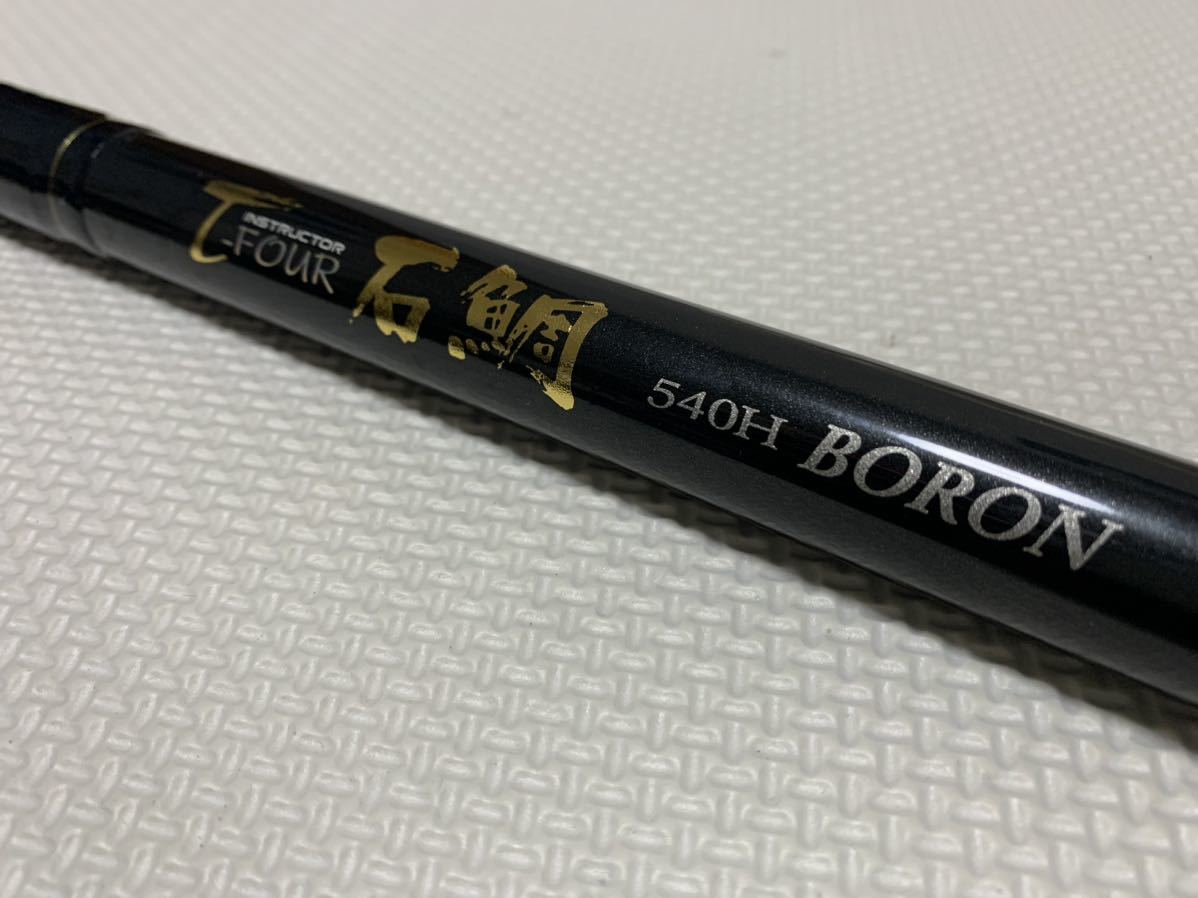 T-FOUR INSTRUCTOR 石鯛 540H BORON